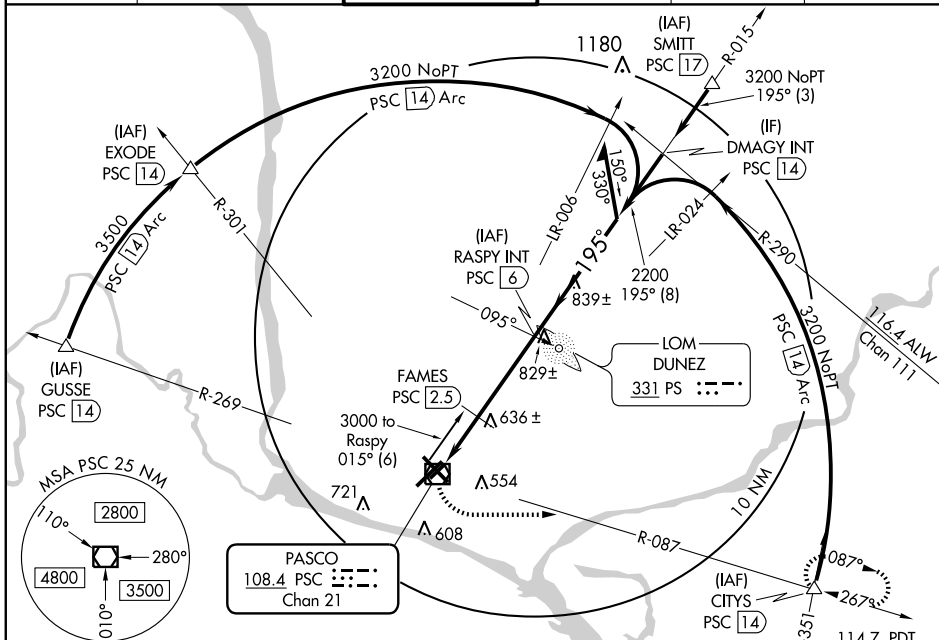 1180
(IAF)
SMITT
PSC 17
R-015
3200 NoPT
195° (3)
3200 NoPT
PSC 14 Arc
(IF)
DMAGY INT
PSC 14
(IAF)
EXODE
PSC 14
R-301
3500
PSC 14 Arc
150°
330°
LR-006
LR-024
R-290
195°
2200
195° (8)
(IAF)
RASPY INT
PSC 6
839±
095°
829±
116.4 ALW
Chan 111
3200 NoPT
PSC 14 Arc
LOM
DUNEZ
331 PS
(IAF)
GUSSE
PSC 14
R-269
FAMES
PSC 2.5
636±
3000 to
Raspy
015° (6)
554
721
608
10 NM
R-087
MSA PSC 25 NM
110°
2800
280°
4800
3500
010°
PASCO
108.4 PSC
Chan 21
087°
267°
(IAF)
CITYS
PSC 14
351
114.7 PDT